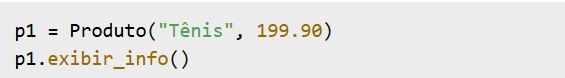 p1 = Produto("Tênis", 199.90)
p1.exibir_info()